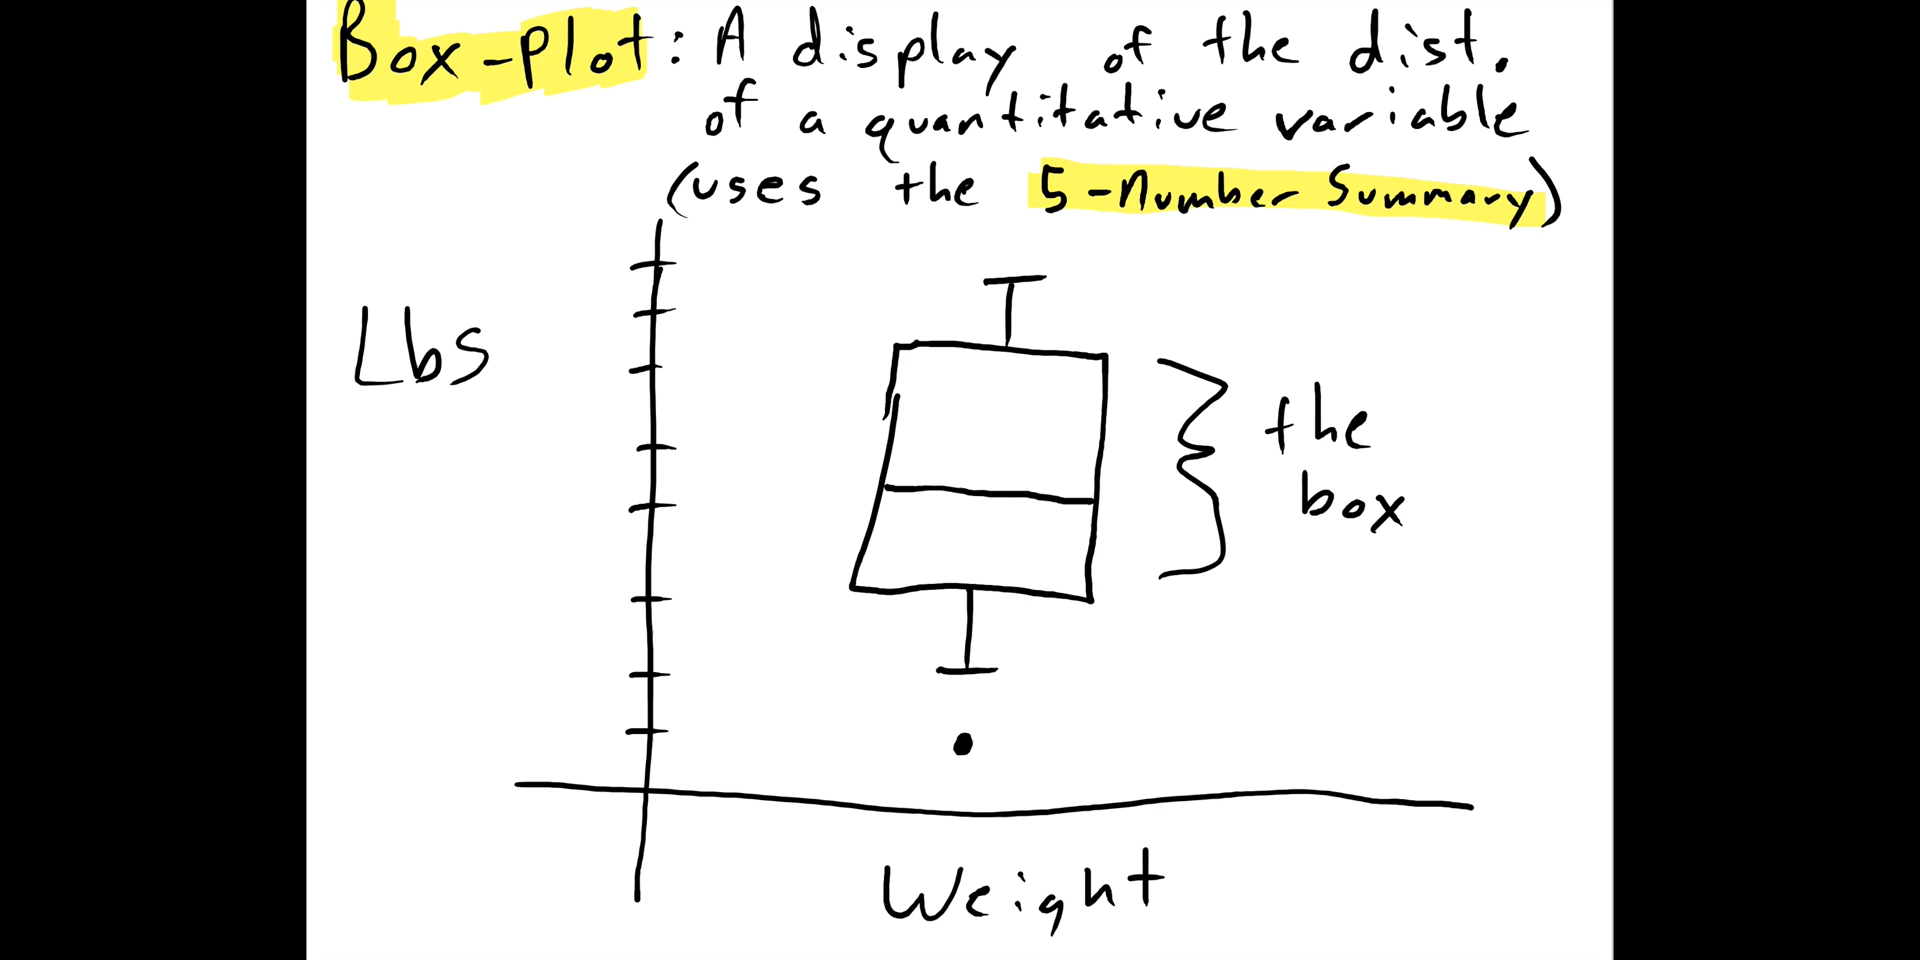 Box-Plot: A display of the dist.
of a quantitative variable
(uses the 5-Number Summary)
Lbs
the
box
Weight